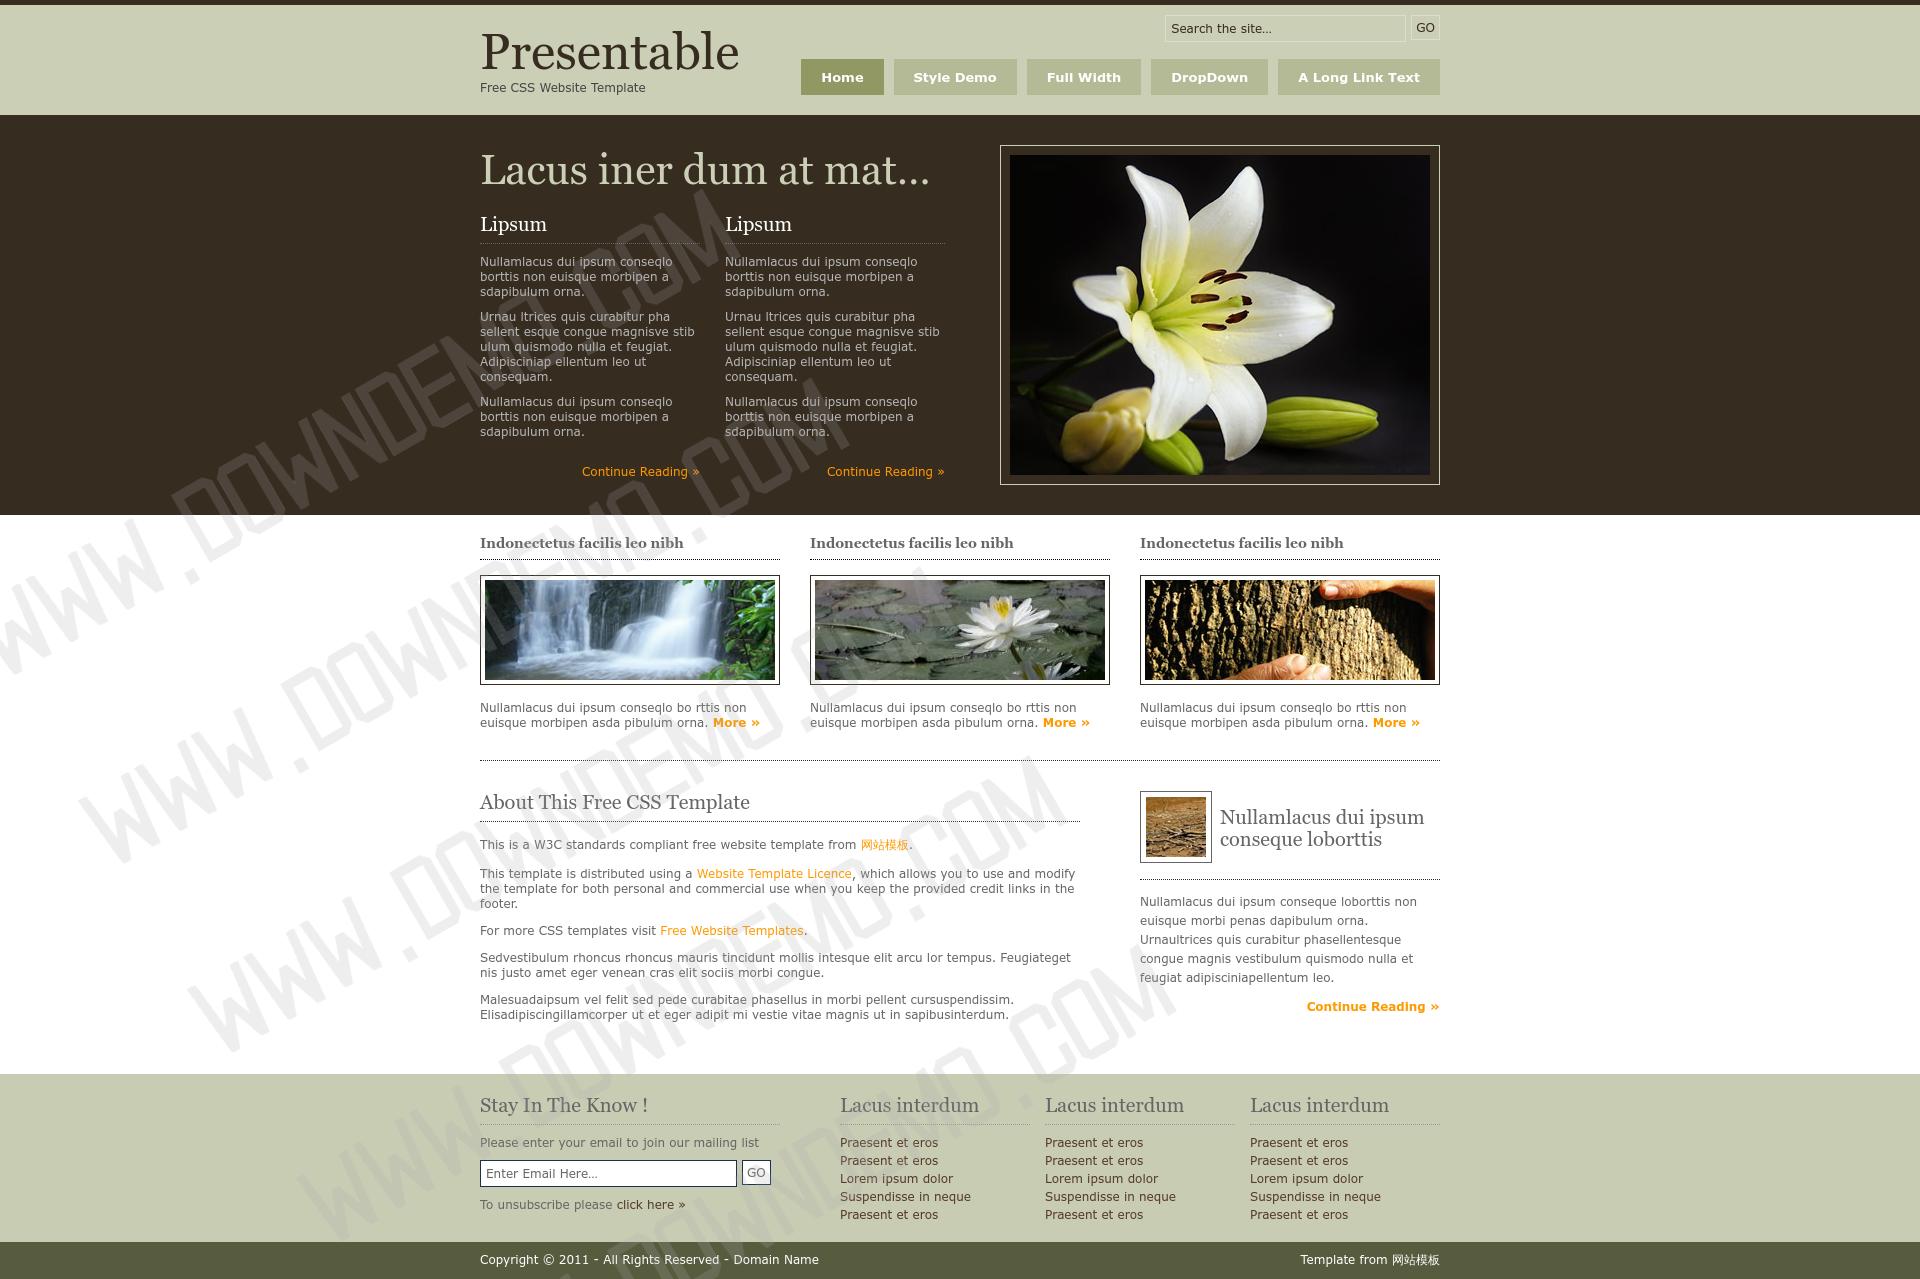 Search the site...
GO
Presentable
Free CSS Website Template
Home
Style Demo
Full Width
DropDown
A Long Link Text
Lacus iner dum at mat...
Lipsum
Nullamlacus dui ipsum conseqlo
borttis non euisque morbipen a
sdapibulum orna.
Urnau ltrices quis curabitur pha
sellent esque congue magnisve stib
ulum quismodo nulla et feugiat.
Adipisciniap ellentum leo ut
consequam.
Nullamlacus dui ipsum conseqlo
borttis non euisque morbipen a
sdapibulum orna.
Continue Reading »
Lipsum
Nullamlacus dui ipsum conseqlo
borttis non euisque morbipen a
sdapibulum orna.
Urnau ltrices quis curabitur pha
sellent esque congue magnisve stib
ulum quismodo nulla et feugiat.
Adipisciniap ellentum leo ut
consequam.
Nullamlacus dui ipsum conseqlo
borttis non euisque morbipen a
sdapibulum orna.
Continue Reading »
Indonectetus facilis leo nibh
Nullamlacus dui ipsum conseqlo bo rttis non
euisque morbipen asda pibulum orna. More »
Indonectetus facilis leo nibh
Nullamlacus dui ipsum conseqlo bo rttis non
euisque morbipen asda pibulum orna. More »
Indonectetus facilis leo nibh
Nullamlacus dui ipsum conseqlo bo rttis non
euisque morbipen asda pibulum orna. More »
About This Free CSS Template
This is a W3C standards compliant free website template from 网站模板.
This template is distributed using a Website Template Licence, which allows you to use and modify
the template for both personal and commercial use when you keep the provided credit links in the
footer.
For more CSS templates visit Free Website Templates.
Sedvestibulum rhoncus rhoncus mauris tincidunt mollis intesque elit arcu lor tempus. Feugiateget
nis justo amet eger venean cras elit sociis morbi congue.
Malesuadaipsum vel felit sed pede curabitae phasellus in morbi pellent cursuspendissim.
Elisadipiscingillamcorper ut et eger adipit mi vestie vitae magnis ut in sapibusinterdum.
Nullamlacus dui ipsum
conseque loborttis
Nullamlacus dui ipsum conseque loborttis non
euisque morbi penas dapibulum orna.
Urnaultrices quis curabitur phasellentesque
congue magnis vestibulum quismodo nulla et
feugiat adipisciniapellentum leo.
Continue Reading »
Stay In The Know !
Please enter your email to join our mailing list
Enter Email Here...
GO
To unsubscribe please click here »
Lacus interdum
Praesent et eros
Praesent et eros
Lorem ipsum dolor
Suspendisse in neque
Praesent et eros
Lacus interdum
Praesent et eros
Praesent et eros
Lorem ipsum dolor
Suspendisse in neque
Praesent et eros
Lacus interdum
Praesent et eros
Praesent et eros
Lorem ipsum dolor
Suspendisse in neque
Praesent et eros
Copyright © 2011 - All Rights Reserved - Domain Name
Template from 网站模板
WWW.DOWNDEMO.COM
WWW.DOWNDEMO.COM
WWW.DOWNDEMO.COM
WWW.DOWNDEMO.COM
WWW.DOWNDEMO.COM